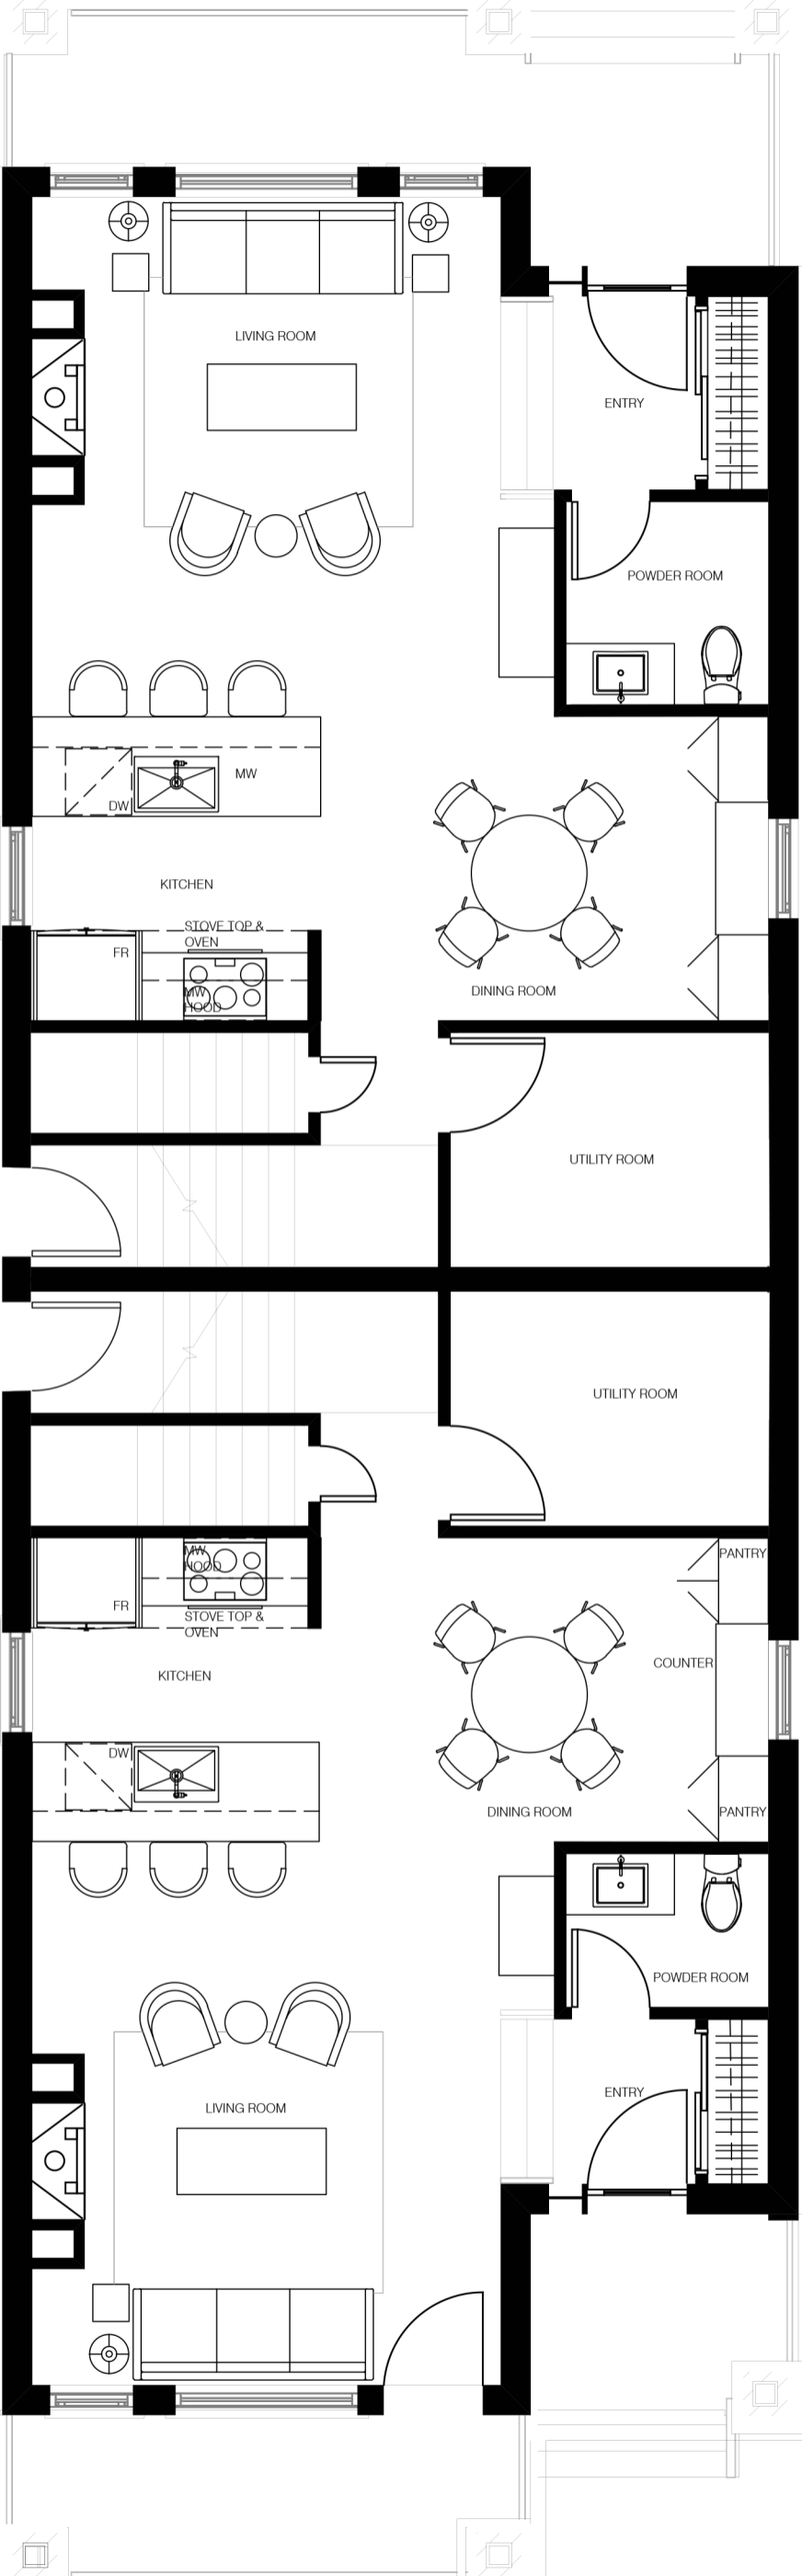 LIVING ROOM
ENTRY
POWDER ROOM
MW
DW
KITCHEN
STOVE TOP &
OVEN
FR
MW
HOOD
DINING ROOM
UTILITY ROOM
UTILITY ROOM
MW
HOOD
PANTRY
FR
STOVE TOP &
OVEN
COUNTER
KITCHEN
DW
DINING ROOM
PANTRY
POWDER ROOM
ENTRY
LIVING ROOM